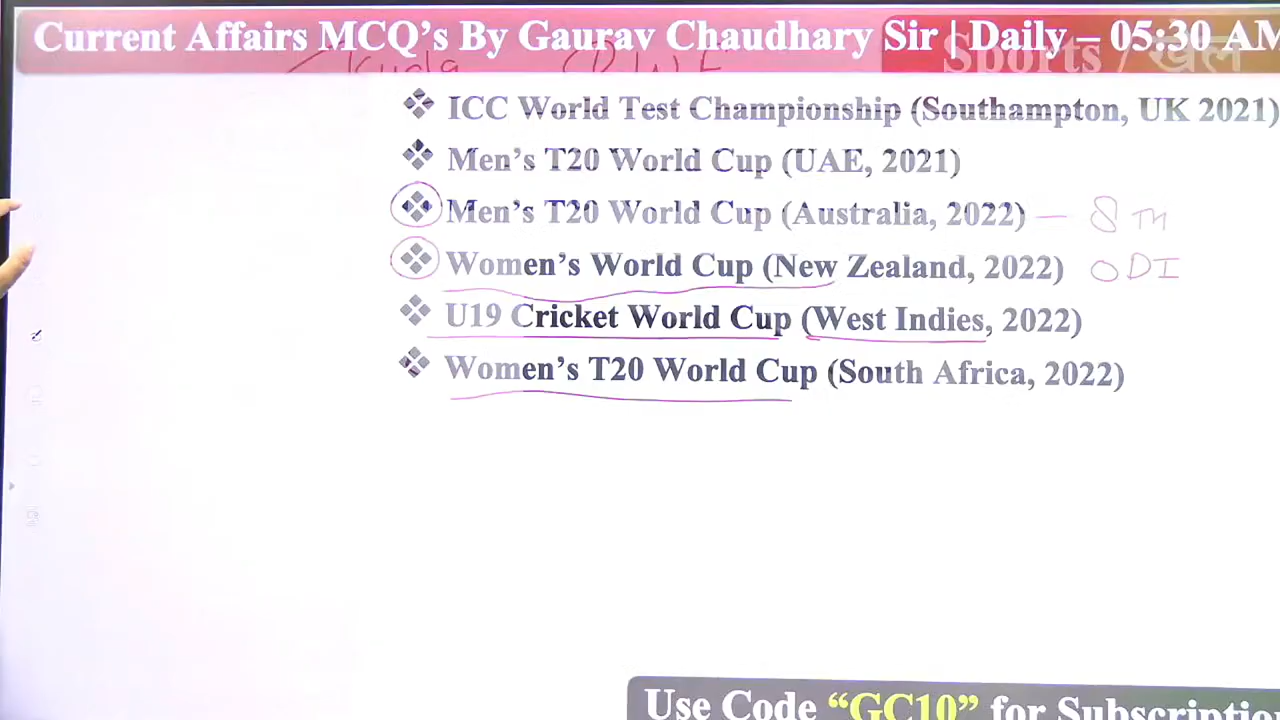 Current Affairs MCQ’s By Gaurav Chaudhary Sir | Daily – 05:30 AM
Sports / खेल
❖ ICC World Test Championship (Southampton, UK 2021)
❖ Men’s T20 World Cup (UAE, 2021)
❖ Men’s T20 World Cup (Australia, 2022) — 8TH
❖ Women’s World Cup (New Zealand, 2022) ODI
❖ U19 Cricket World Cup (West Indies, 2022)
❖ Women’s T20 World Cup (South Africa, 2022)
Use Code “GC10” for Subscription